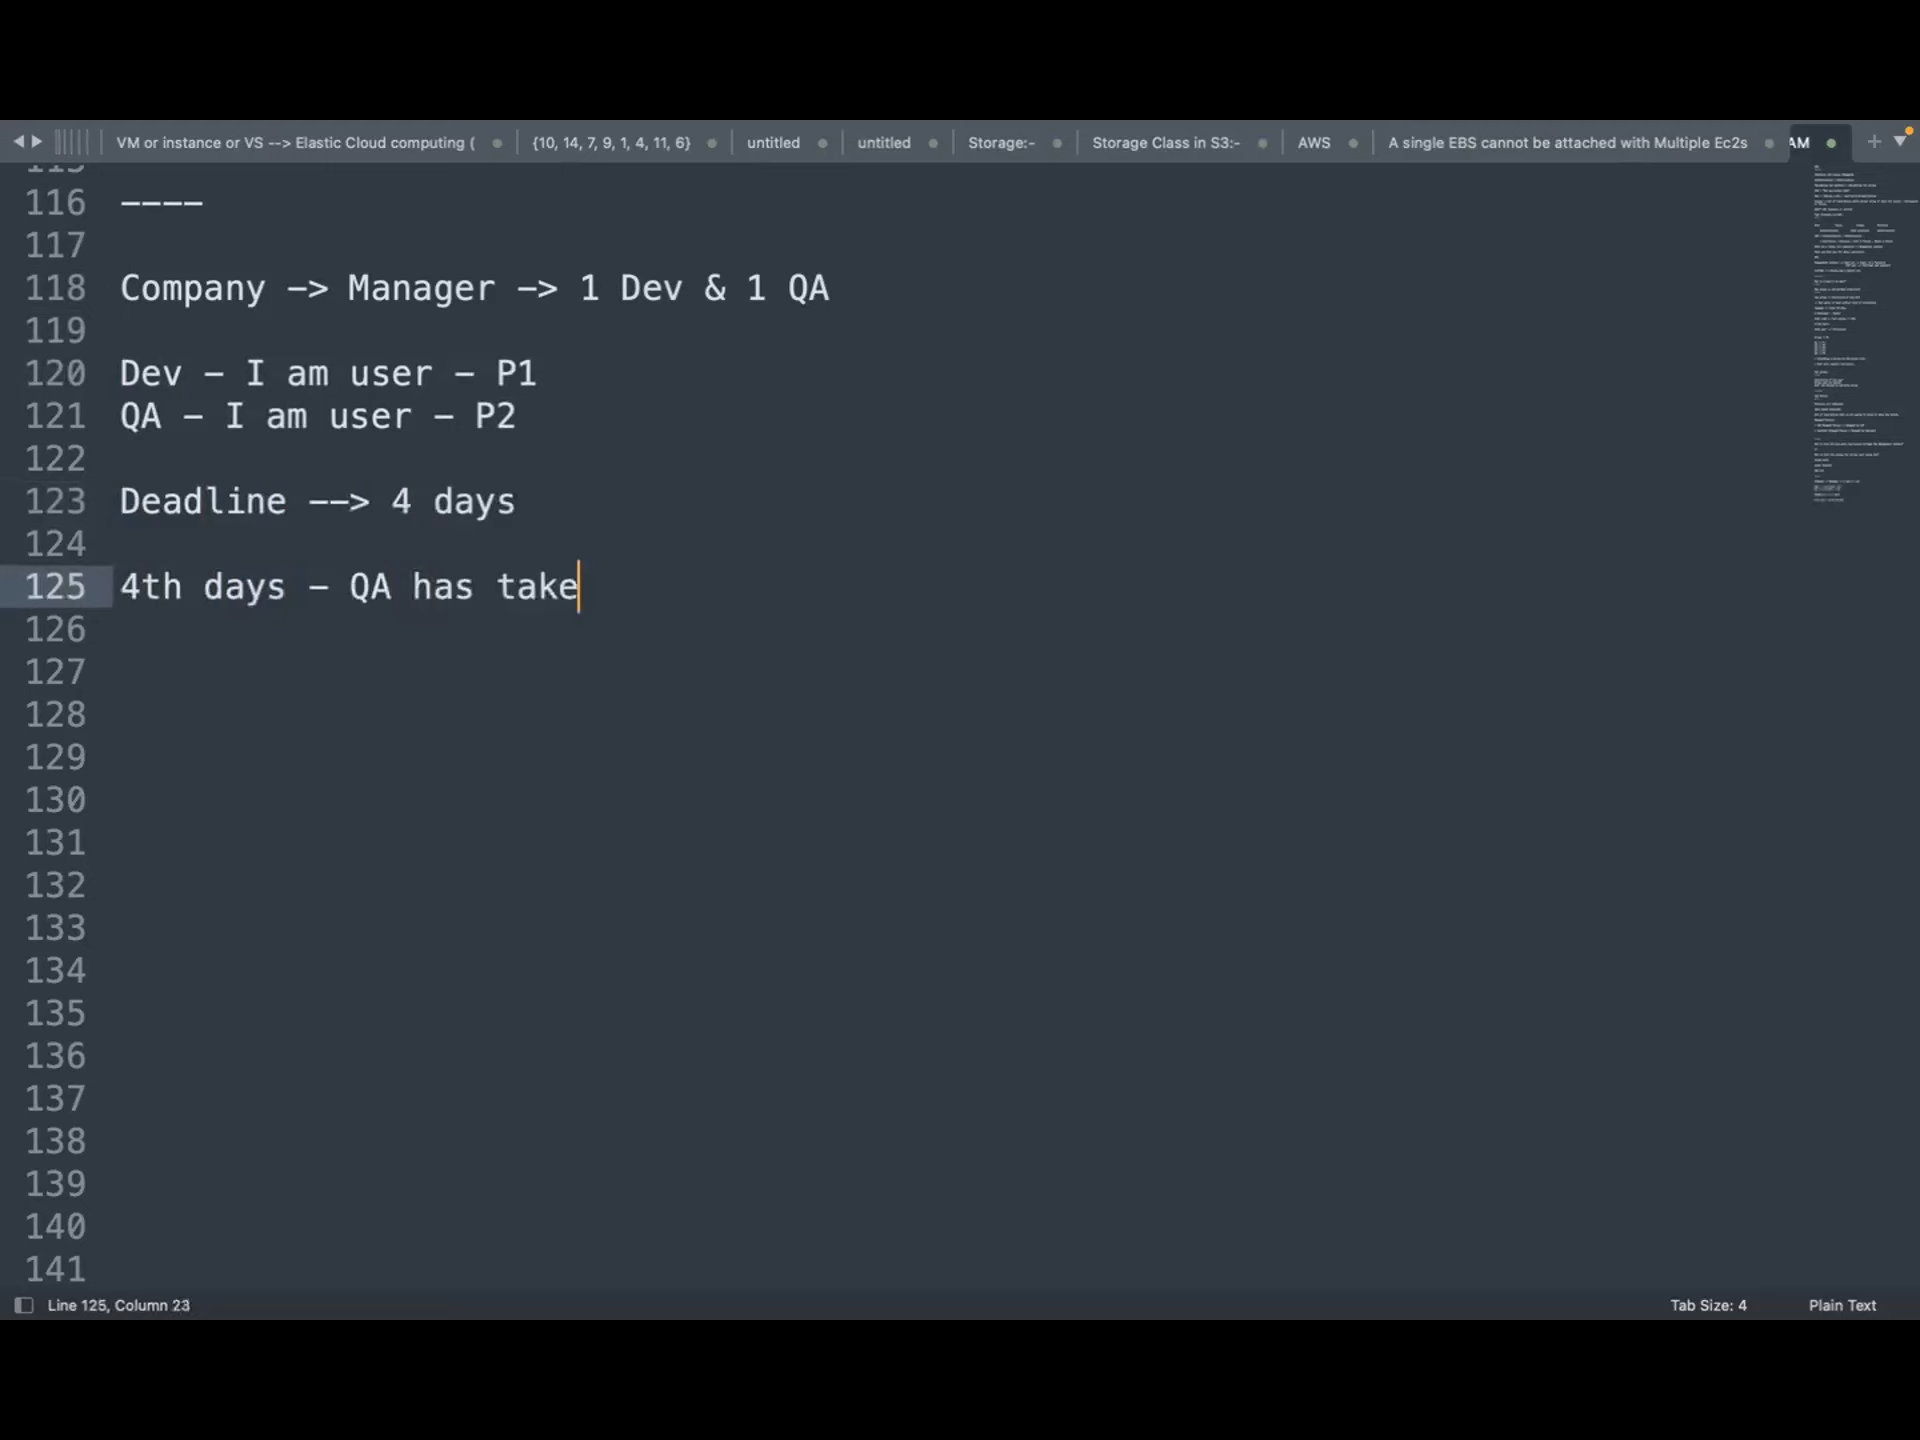 VM or instance or VS --> Elastic Cloud computing (
{10, 14, 7, 9, 1, 4, 11, 6}
untitled
untitled
Storage:-
Storage Class in S3:-
AWS
A single EBS cannot be attached with Multiple Ec2s
AM
116 ----
117
118 Company -> Manager -> 1 Dev & 1 QA
119
120 Dev - I am user - P1
121 QA - I am user - P2
122
123 Deadline --> 4 days
124
125 4th days - QA has take
126
127
128
129
130
131
132
133
134
135
136
137
138
139
140
141
Line 125, Column 23
Tab Size: 4
Plain Text